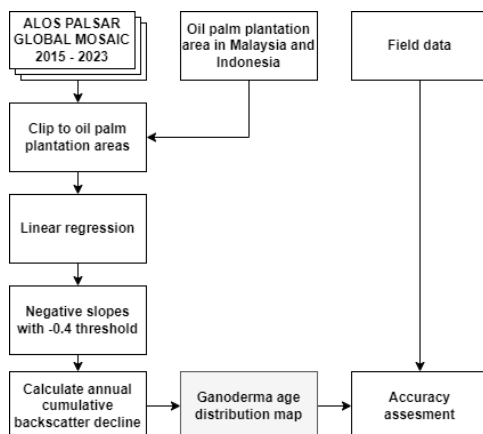 ALOS PALSAR
GLOBAL MOSAIC
2015 - 2023
Oil palm plantation
area in Malaysia and
Indonesia
Field data
Clip to oil palm
plantation areas
Linear regression
Negative slopes
with -0.4 threshold
Calculate annual
cumulative
backscatter decline
Ganoderma age
distribution map
Accuracy
assesment